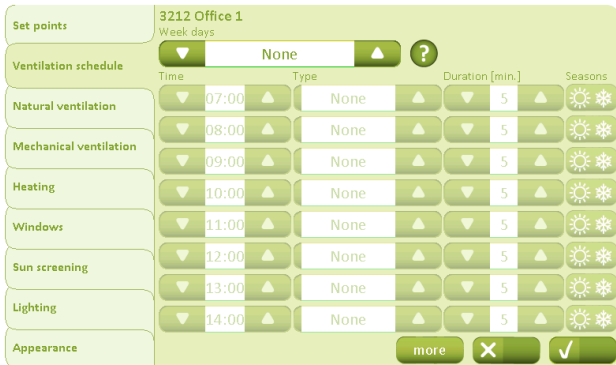 Set points
Ventilation schedule
Natural ventilation
Mechanical ventilation
Heating
Windows
Sun screening
Lighting
Appearance
3212 Office 1
Week days
None ?
Time Type Duration [min.] Seasons
07:00 None 5
08:00 None 5
09:00 None 5
10:00 None 5
11:00 None 5
12:00 None 5
13:00 None 5
14:00 None 5
more